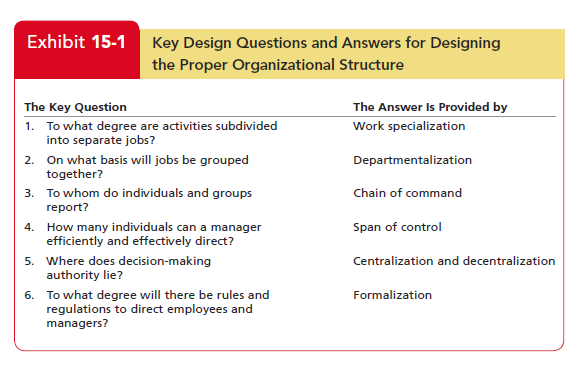 Exhibit 15-1
Key Design Questions and Answers for Designing
the Proper Organizational Structure
The Key Question
The Answer Is Provided by
1. To what degree are activities subdivided
into separate jobs?
Work specialization
2. On what basis will jobs be grouped
together?
Departmentalization
3. To whom do individuals and groups
report?
Chain of command
4. How many individuals can a manager
efficiently and effectively direct?
Span of control
5. Where does decision-making
authority lie?
Centralization and decentralization
6. To what degree will there be rules and
regulations to direct employees and
managers?
Formalization